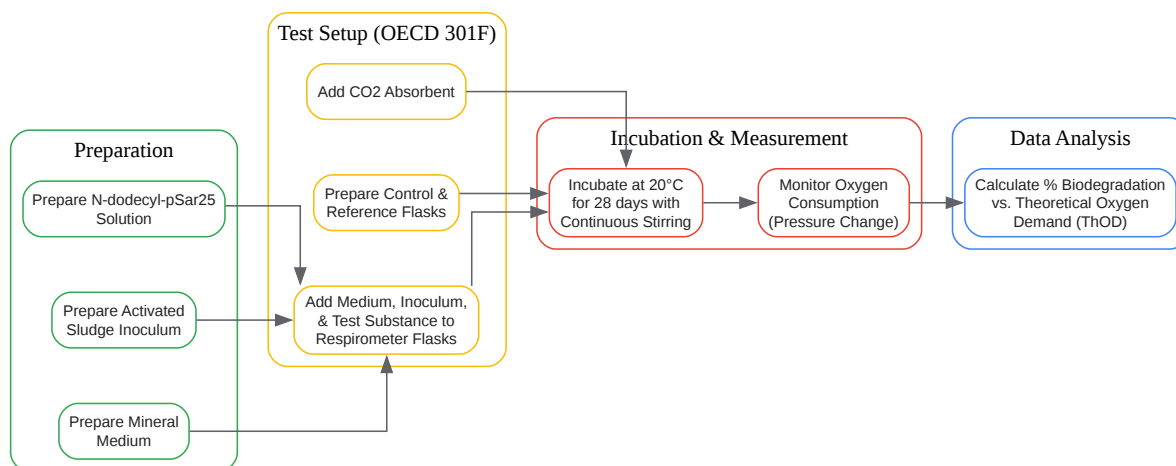 Test Setup (OECD 301F)
Add CO2 Absorbent
Preparation
Incubation & Measurement
Data Analysis
Prepare N-dodecyl-pSar25
Solution
Prepare Control &
Reference Flasks
Incubate at 20°C
for 28 days with
Continuous Stirring
Monitor Oxygen
Consumption
(Pressure Change)
Calculate % Biodegradation
vs. Theoretical Oxygen
Demand (ThOD)
Prepare Activated
Sludge Inoculum
Add Medium, Inoculum,
& Test Substance to
Respirometer Flasks
Prepare Mineral
Medium